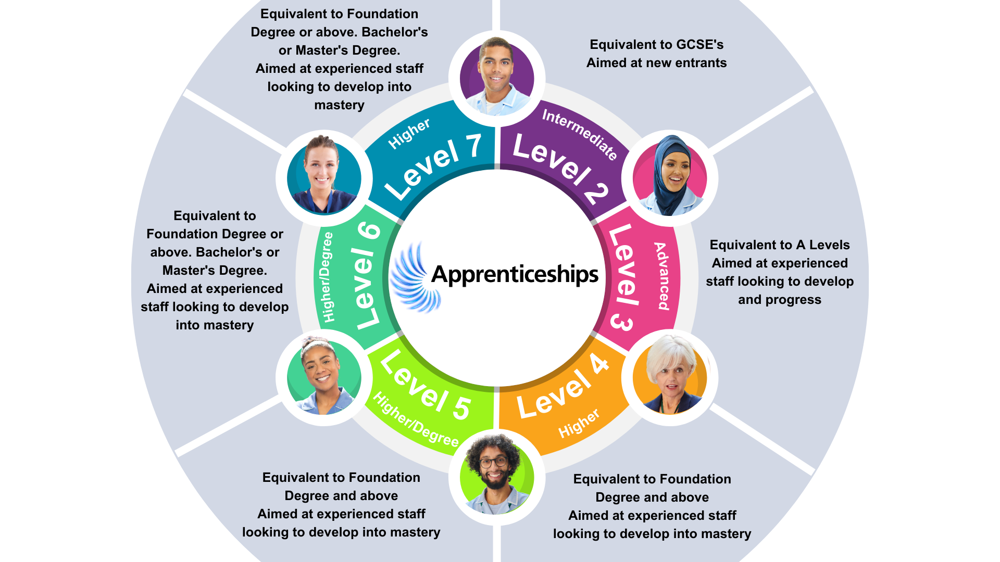 Equivalent to Foundation
Degree or above. Bachelor's
or Master's Degree.
Aimed at experienced staff
looking to develop into
mastery
Equivalent to GCSE's
Aimed at new entrants
Higher
Level 7
Intermediate
Level 2
Equivalent to
Foundation Degree or
above. Bachelor's or
Master's Degree.
Aimed at experienced
staff looking to develop
into mastery
Higher/Degree
Level 6
Apprenticeships
Level 3
Advanced
Equivalent to A Levels
Aimed at experienced
staff looking to develop
and progress
Level 5
Higher/Degree
Level 4
Higher
Equivalent to Foundation
Degree and above
Aimed at experienced staff
looking to develop into mastery
Equivalent to Foundation
Degree and above
Aimed at experienced staff
looking to develop into mastery